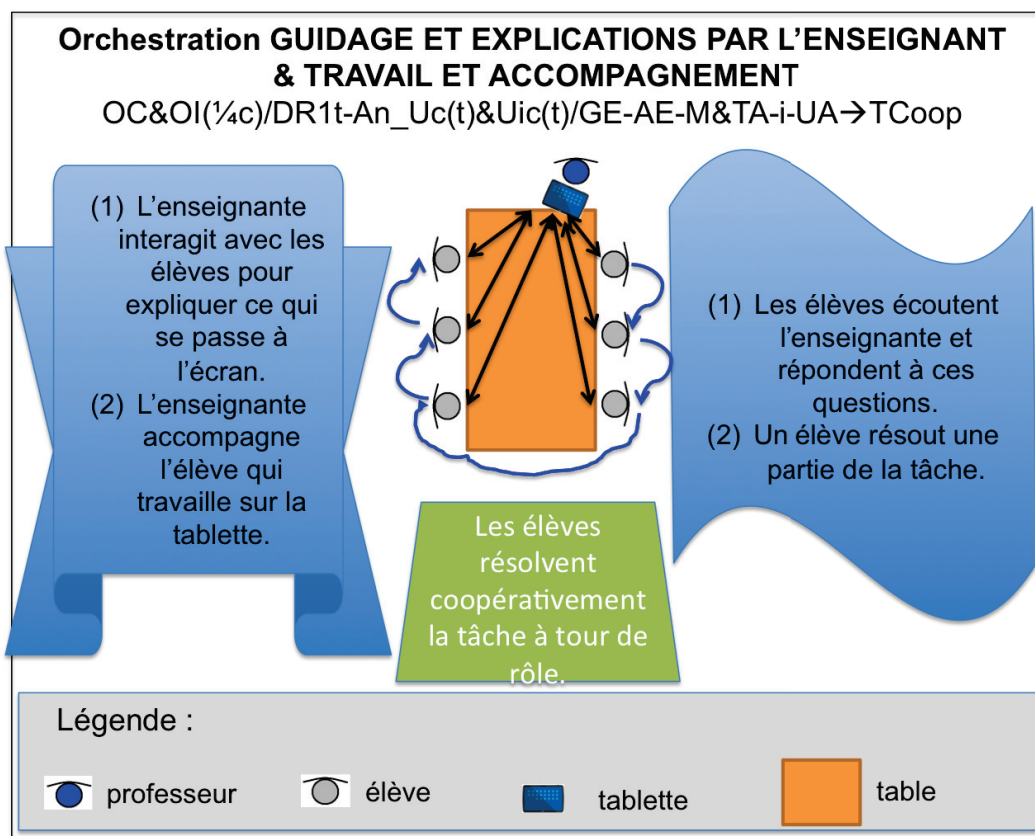 Orchestration GUIDAGE ET EXPLICATIONS PAR L'ENSEIGNANT
& TRAVAIL ET ACCOMPAGNEMENT
OC&OI(¼c)/DR1t-An_Uc(t)&Uic(t)/GE-AE-M&TA-i-UA→TCoop
(1) L'enseignante
interagit avec les
élèves pour
expliquer ce qui
se passe à
l'écran.
(2) L'enseignante
accompagne
l'élève qui
travaille sur la
tablette.
(1) Les élèves écoutent
l'enseignante et
répondent à ces
questions.
(2) Un élève résout une
partie de la tâche.
Les élèves
résolvent
coopérativement
la tâche à tour de
rôle.
Légende :
professeur
élève
tablette
table